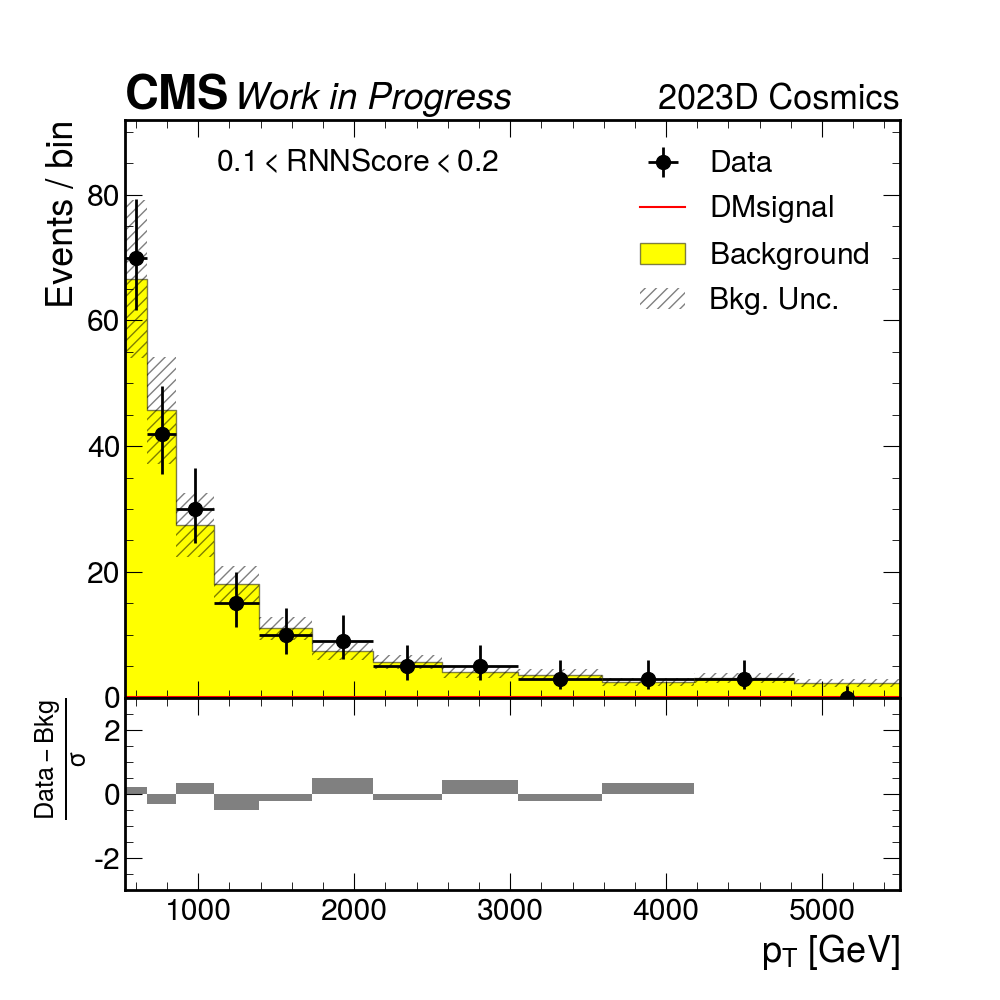 CMS Work in Progress 2023D Cosmics
0.1 < RNNScore < 0.2
Data
DMsignal
Background
Bkg. Unc.
Events / bin
80
60
40
20
0
Data – Bkg
σ
2
0
-2
1000 2000 3000 4000 5000
pT [GeV]